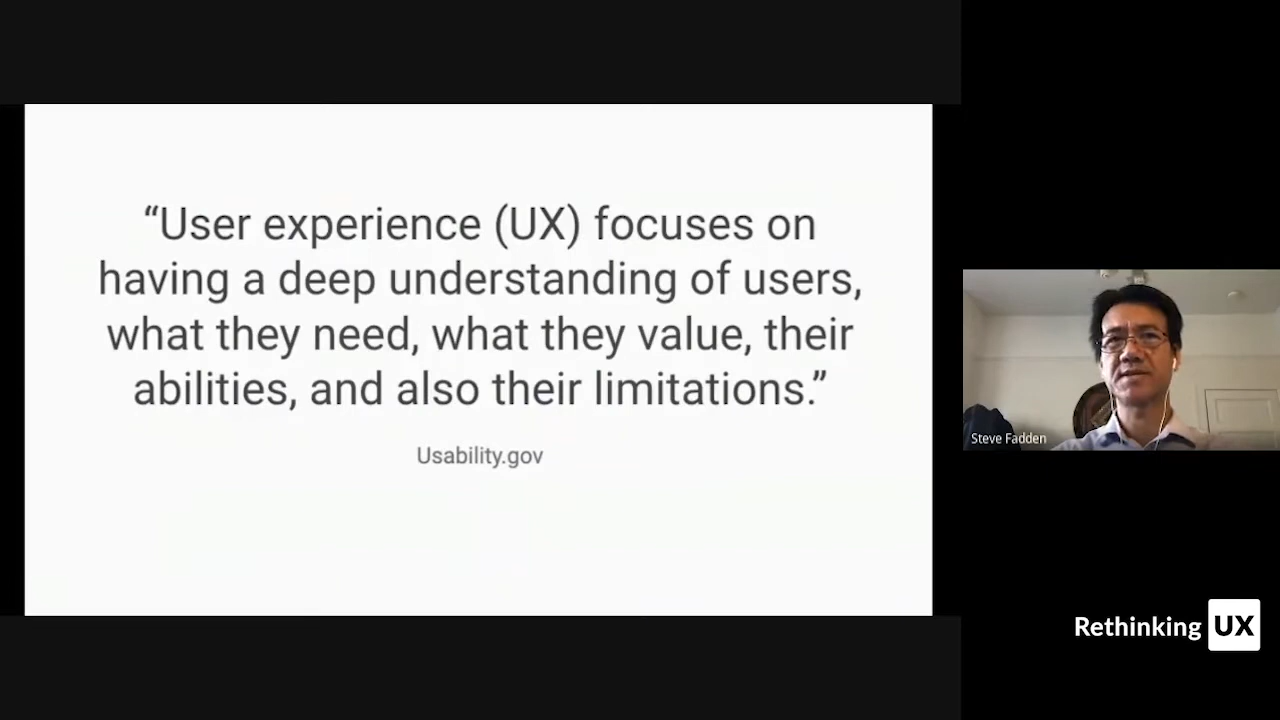 “User experience (UX) focuses on
having a deep understanding of users,
what they need, what they value, their
abilities, and also their limitations.”
Usability.gov
Steve Fadden
Rethinking UX